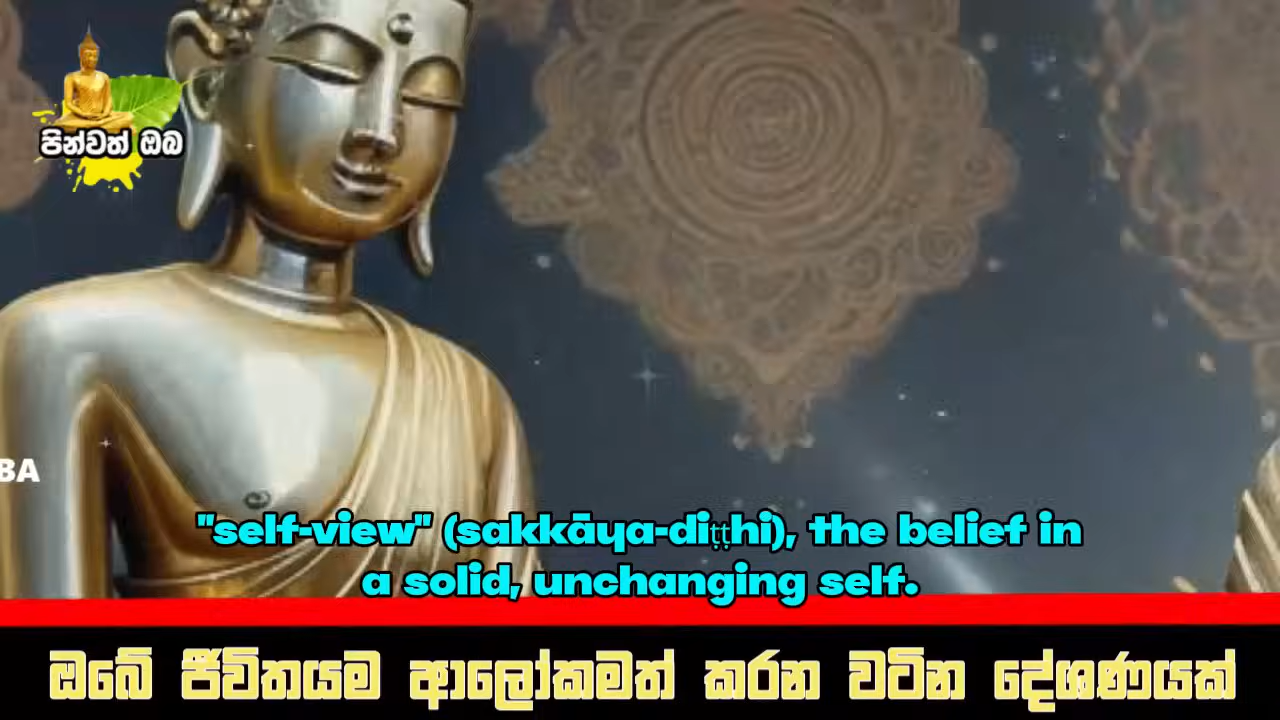 පින්වත් ඔබ
BA
"self-view" (sakkāya-diṭṭhi), the belief in
a solid, unchanging self.
ඔබේ ජීවිතයම ආලෝකමත් කරන වටින දේශණයක්